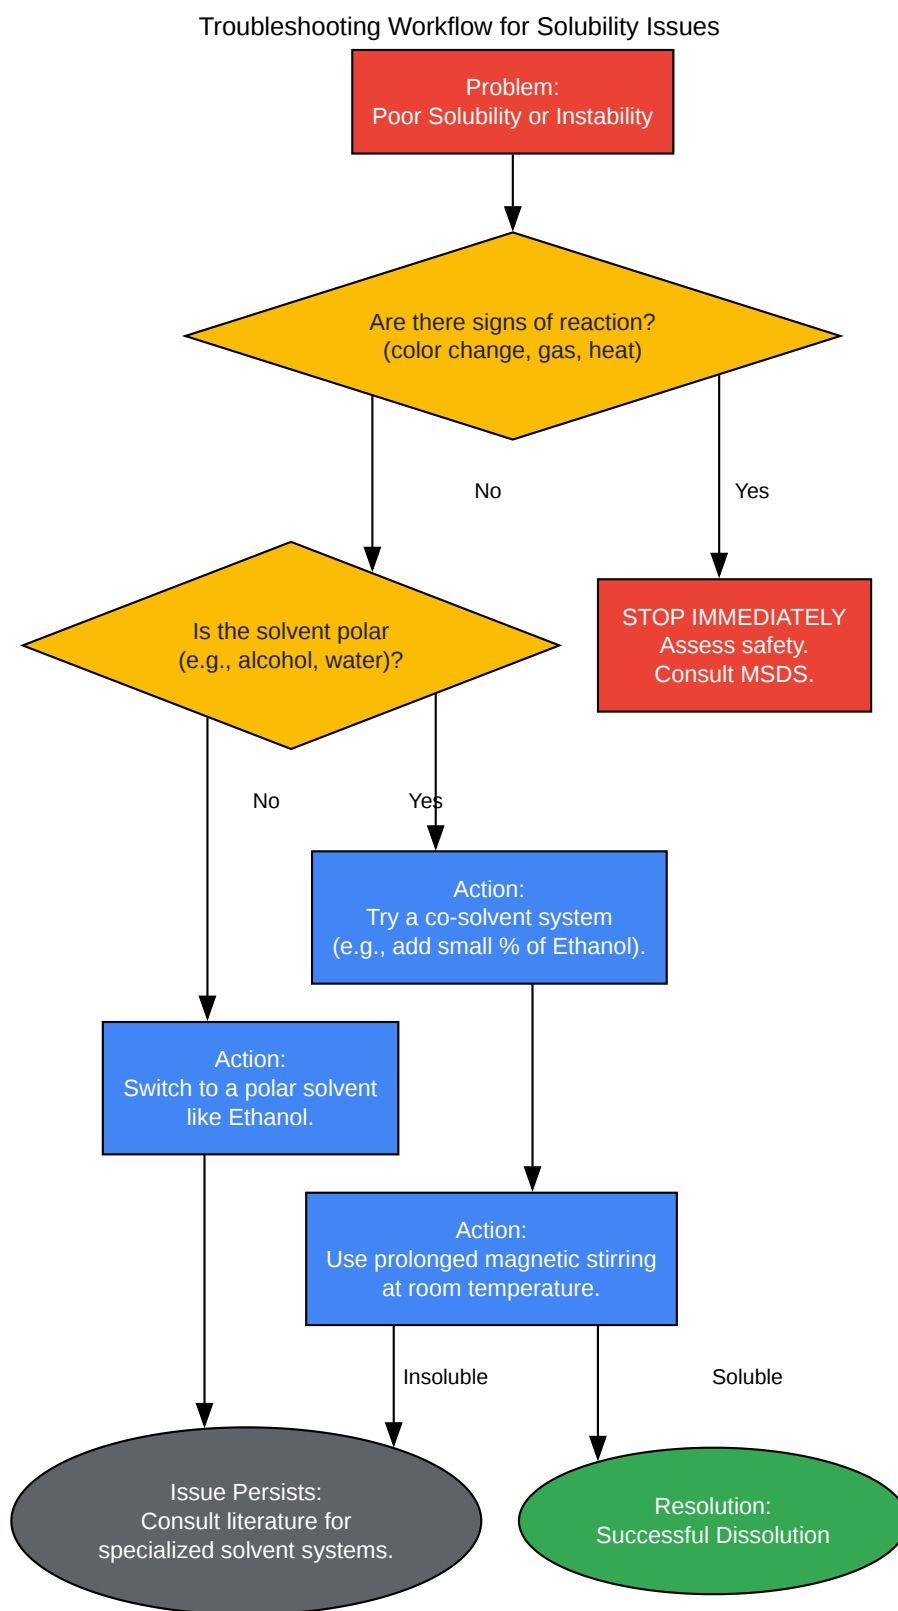 Troubleshooting Workflow for Solubility Issues
Problem:
Poor Solubility or Instability
Are there signs of reaction?
(color change, gas, heat)
No
Yes
Is the solvent polar
(e.g., alcohol, water)?
STOP IMMEDIATELY
Assess safety.
Consult MSDS.
No
Yes
Action:
Try a co-solvent system
(e.g., add small % of Ethanol).
Action:
Switch to a polar solvent
like Ethanol.
Action:
Use prolonged magnetic stirring
at room temperature.
Insoluble
Soluble
Issue Persists:
Consult literature for
specialized solvent systems.
Resolution:
Successful Dissolution